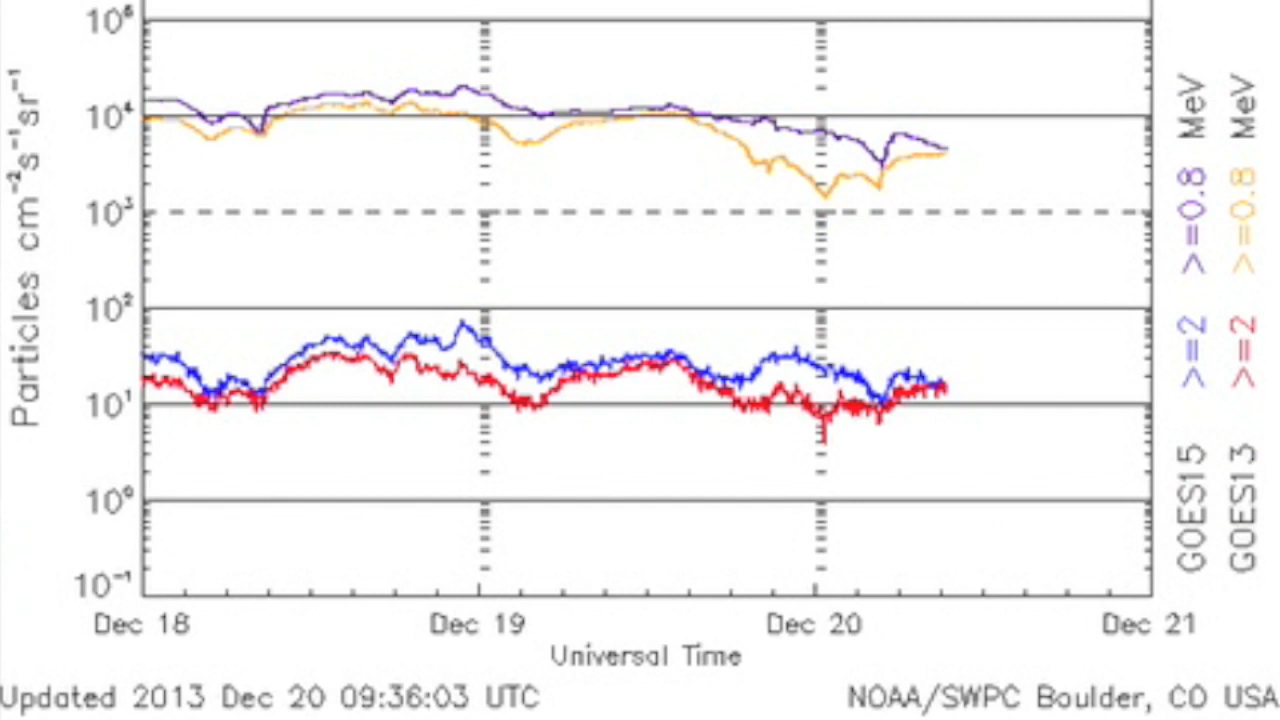 10⁶
10⁴
10³
10²
10¹
10⁰
10⁻¹
Particles cm⁻²s⁻¹sr⁻¹
Dec 18 Dec 19 Dec 20 Dec 21
Universal Time
Updated 2013 Dec 20 09:36:03 UTC NOAA/SWPC Boulder, CO USA
GOES15 >=2 >=0.8 MeV
GOES13 >=2 >=0.8 MeV